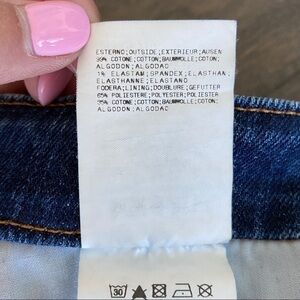 ESTERNO;OUTSIDE;EXTERIEUR;AUSEN
99% COTONE;COTTON;BAUMWOLLE;COTON;
ALGODON;ALGODAO
1% ELASTAM;SPANDEX;ELASTHAN;
ELASTHANNE;ELASTANO
FODERA;LINING;DOUBLURE;GEFUTTER
65% POLIESTERE;POLYESTER;POLIESTER;
35% COTONE;COTTON;BAUMWOLLE;COTON;
ALGODON;ALGODAO
30